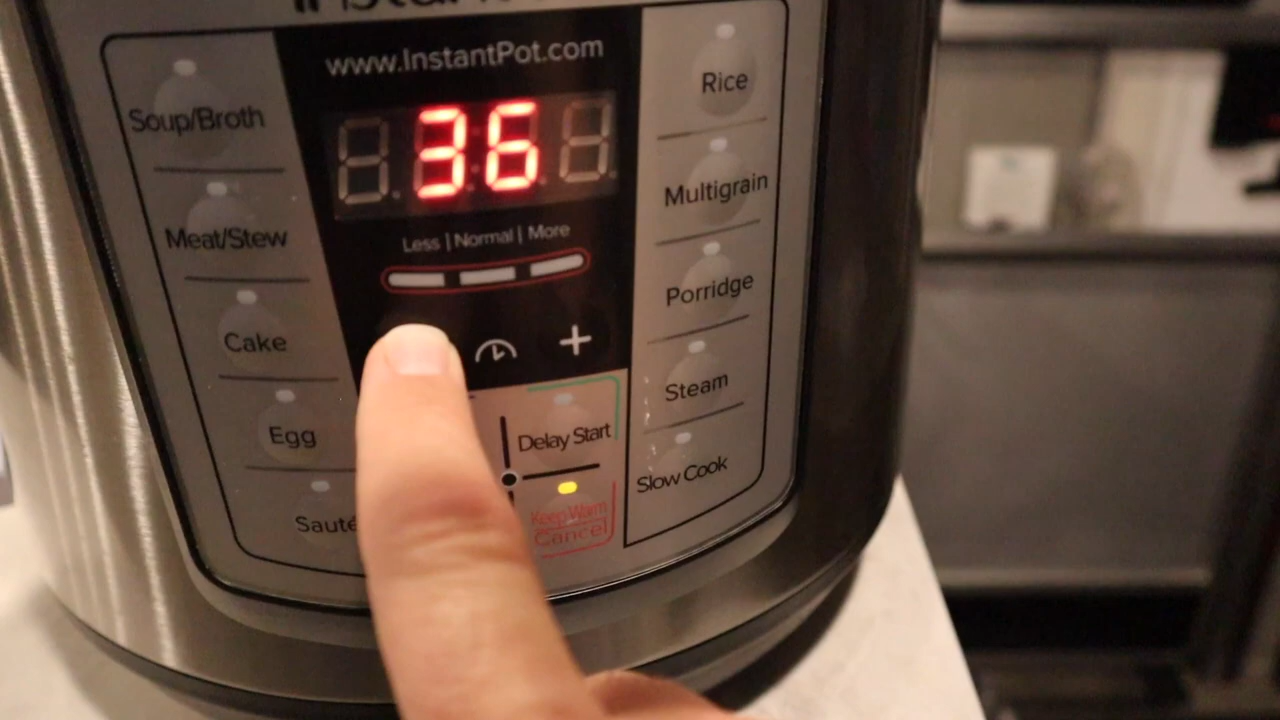 www.InstantPot.com
36
Less | Normal | More
Soup/Broth
Meat/Stew
Cake
Egg
Sauté
+
Delay Start
Keep Warm
Cancel
Rice
Multigrain
Porridge
Steam
Slow Cook